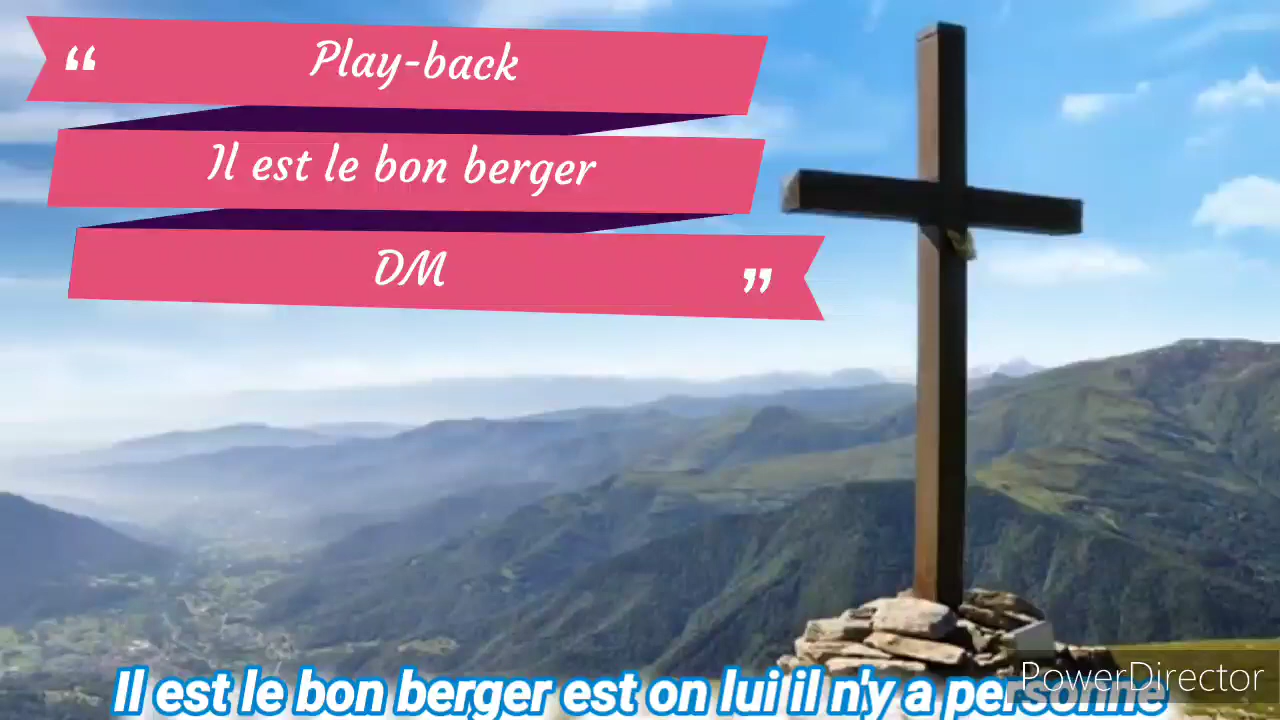 “ Play-back
Il est le bon berger
DM ”
Il est le bon berger est on lui il n'y a personne
PowerDirector